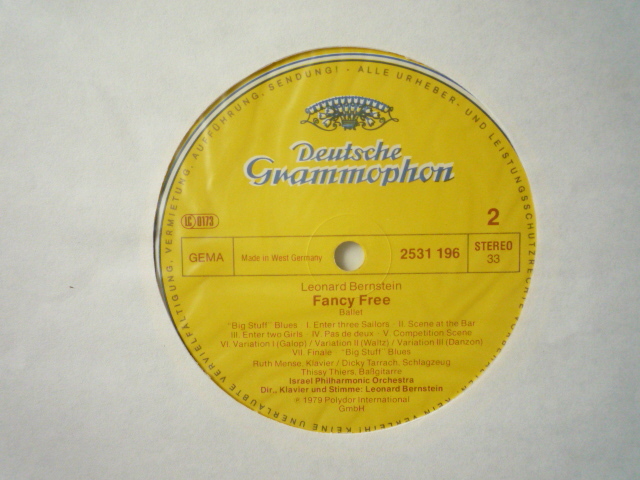 VERVIELFÄLTIGUNG, VERMIETUNG, AUFFÜHRUNG, SENDUNG! · ALLE URHEBER- UND LEISTUNGSSCHUTZRECHTE
Deutsche
Grammophon
LC 0173
2
GEMA
Made in West Germany
2531 196
STEREO
33
Leonard Bernstein
Fancy Free
Ballet
"Big Stuff" Blues · I. Enter three Sailors · II. Scene at the Bar
III. Enter two Girls · IV. Pas de deux · V. Competition Scene
VI. Variation I (Galop) / Variation II (Waltz) / Variation III (Danzon)
VII. Finale · "Big Stuff" Blues
Ruth Mense, Klavier / Dicky Tarrach, Schlagzeug
Thissy Thiers, Baßgitarre
Israel Philharmonic Orchestra
Dir., Klavier und Stimme: Leonard Bernstein
℗ 1979 Polydor International
GmbH
VERLEIH! KEINE UNERLAUBTE